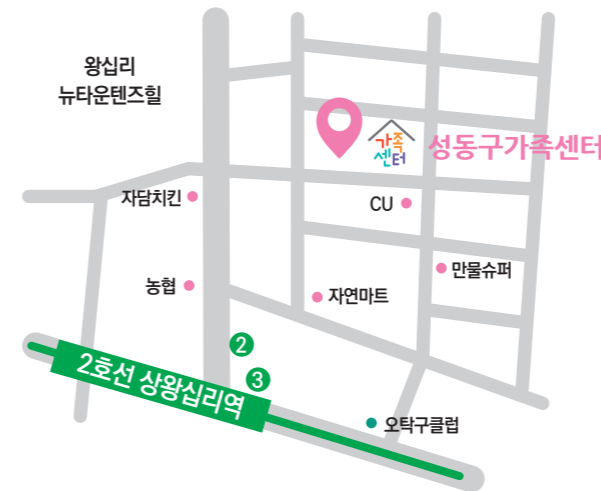 왕십리
뉴타운텐즈힐
가족
센터
성동구가족센터
자담치킨
CU
만물슈퍼
농협
자연마트
2
3
2호선 상왕십리역
오탁구클럽